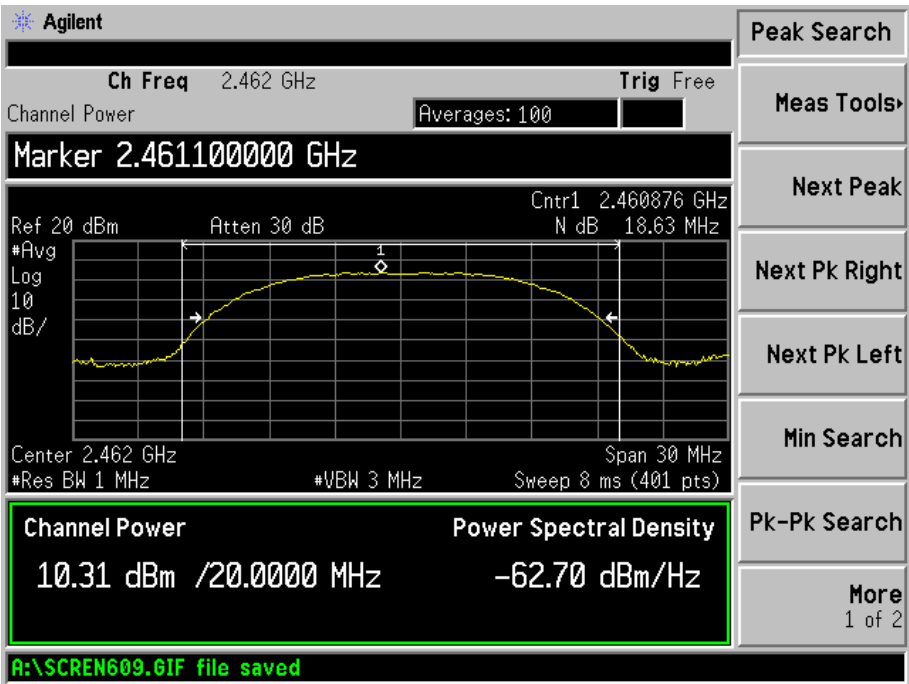 Agilent
Peak Search
Ch Freq 2.462 GHz Trig Free
Channel Power Averages: 100
Meas Tools
Marker 2.461100000 GHz
Next Peak
Cntr1 2.460876 GHz
Ref 20 dBm Atten 30 dB N dB 18.63 MHz
#Avg
Log
10
dB/
1
Next Pk Right
Next Pk Left
Min Search
Center 2.462 GHz Span 30 MHz
#Res BW 1 MHz #VBW 3 MHz Sweep 8 ms (401 pts)
Pk-Pk Search
Channel Power Power Spectral Density
10.31 dBm /20.0000 MHz -62.70 dBm/Hz
More
1 of 2
A:\SCREN609.GIF file saved